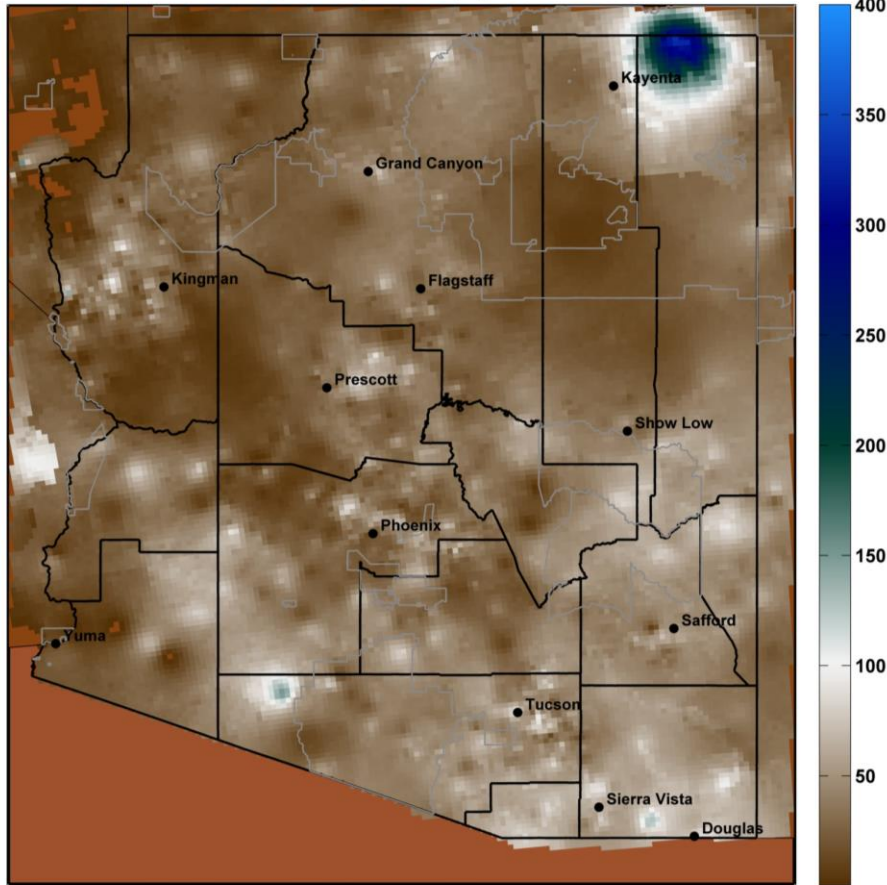 400
Kayenta
350
Grand Canyon
300
Kingman
Flagstaff
250
Prescott
Show Low
200
Phoenix
150
Safford
Yuma
100
Tucson
50
Sierra Vista
Douglas